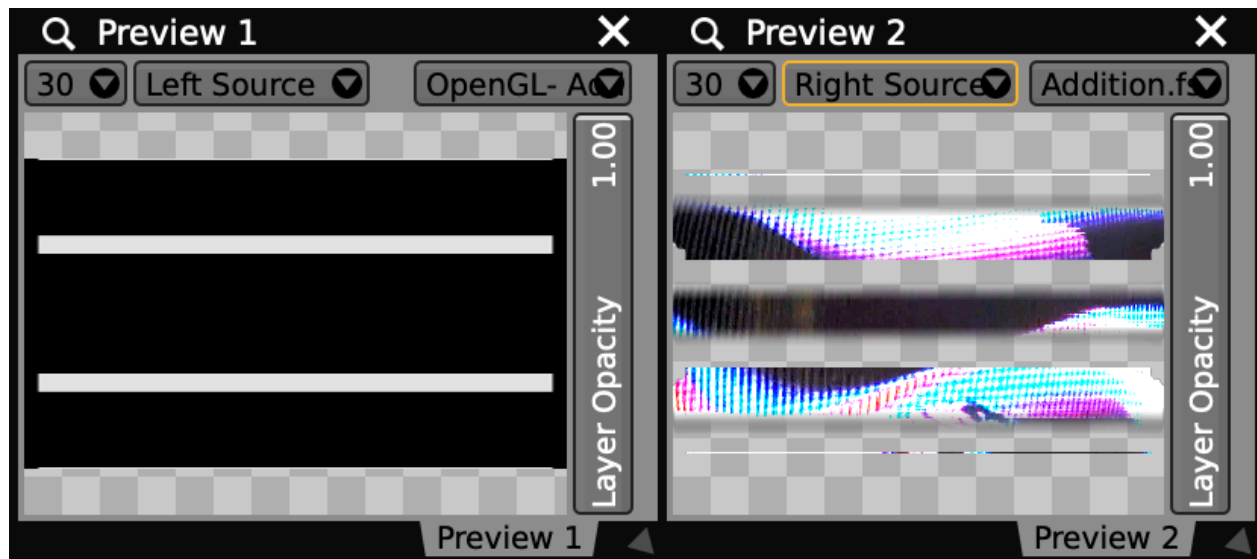 Preview 1
30 Left Source OpenGL- Add
1.00
Layer Opacity
Preview 1
Preview 2
30 Right Source Addition.fs
1.00
Layer Opacity
Preview 2